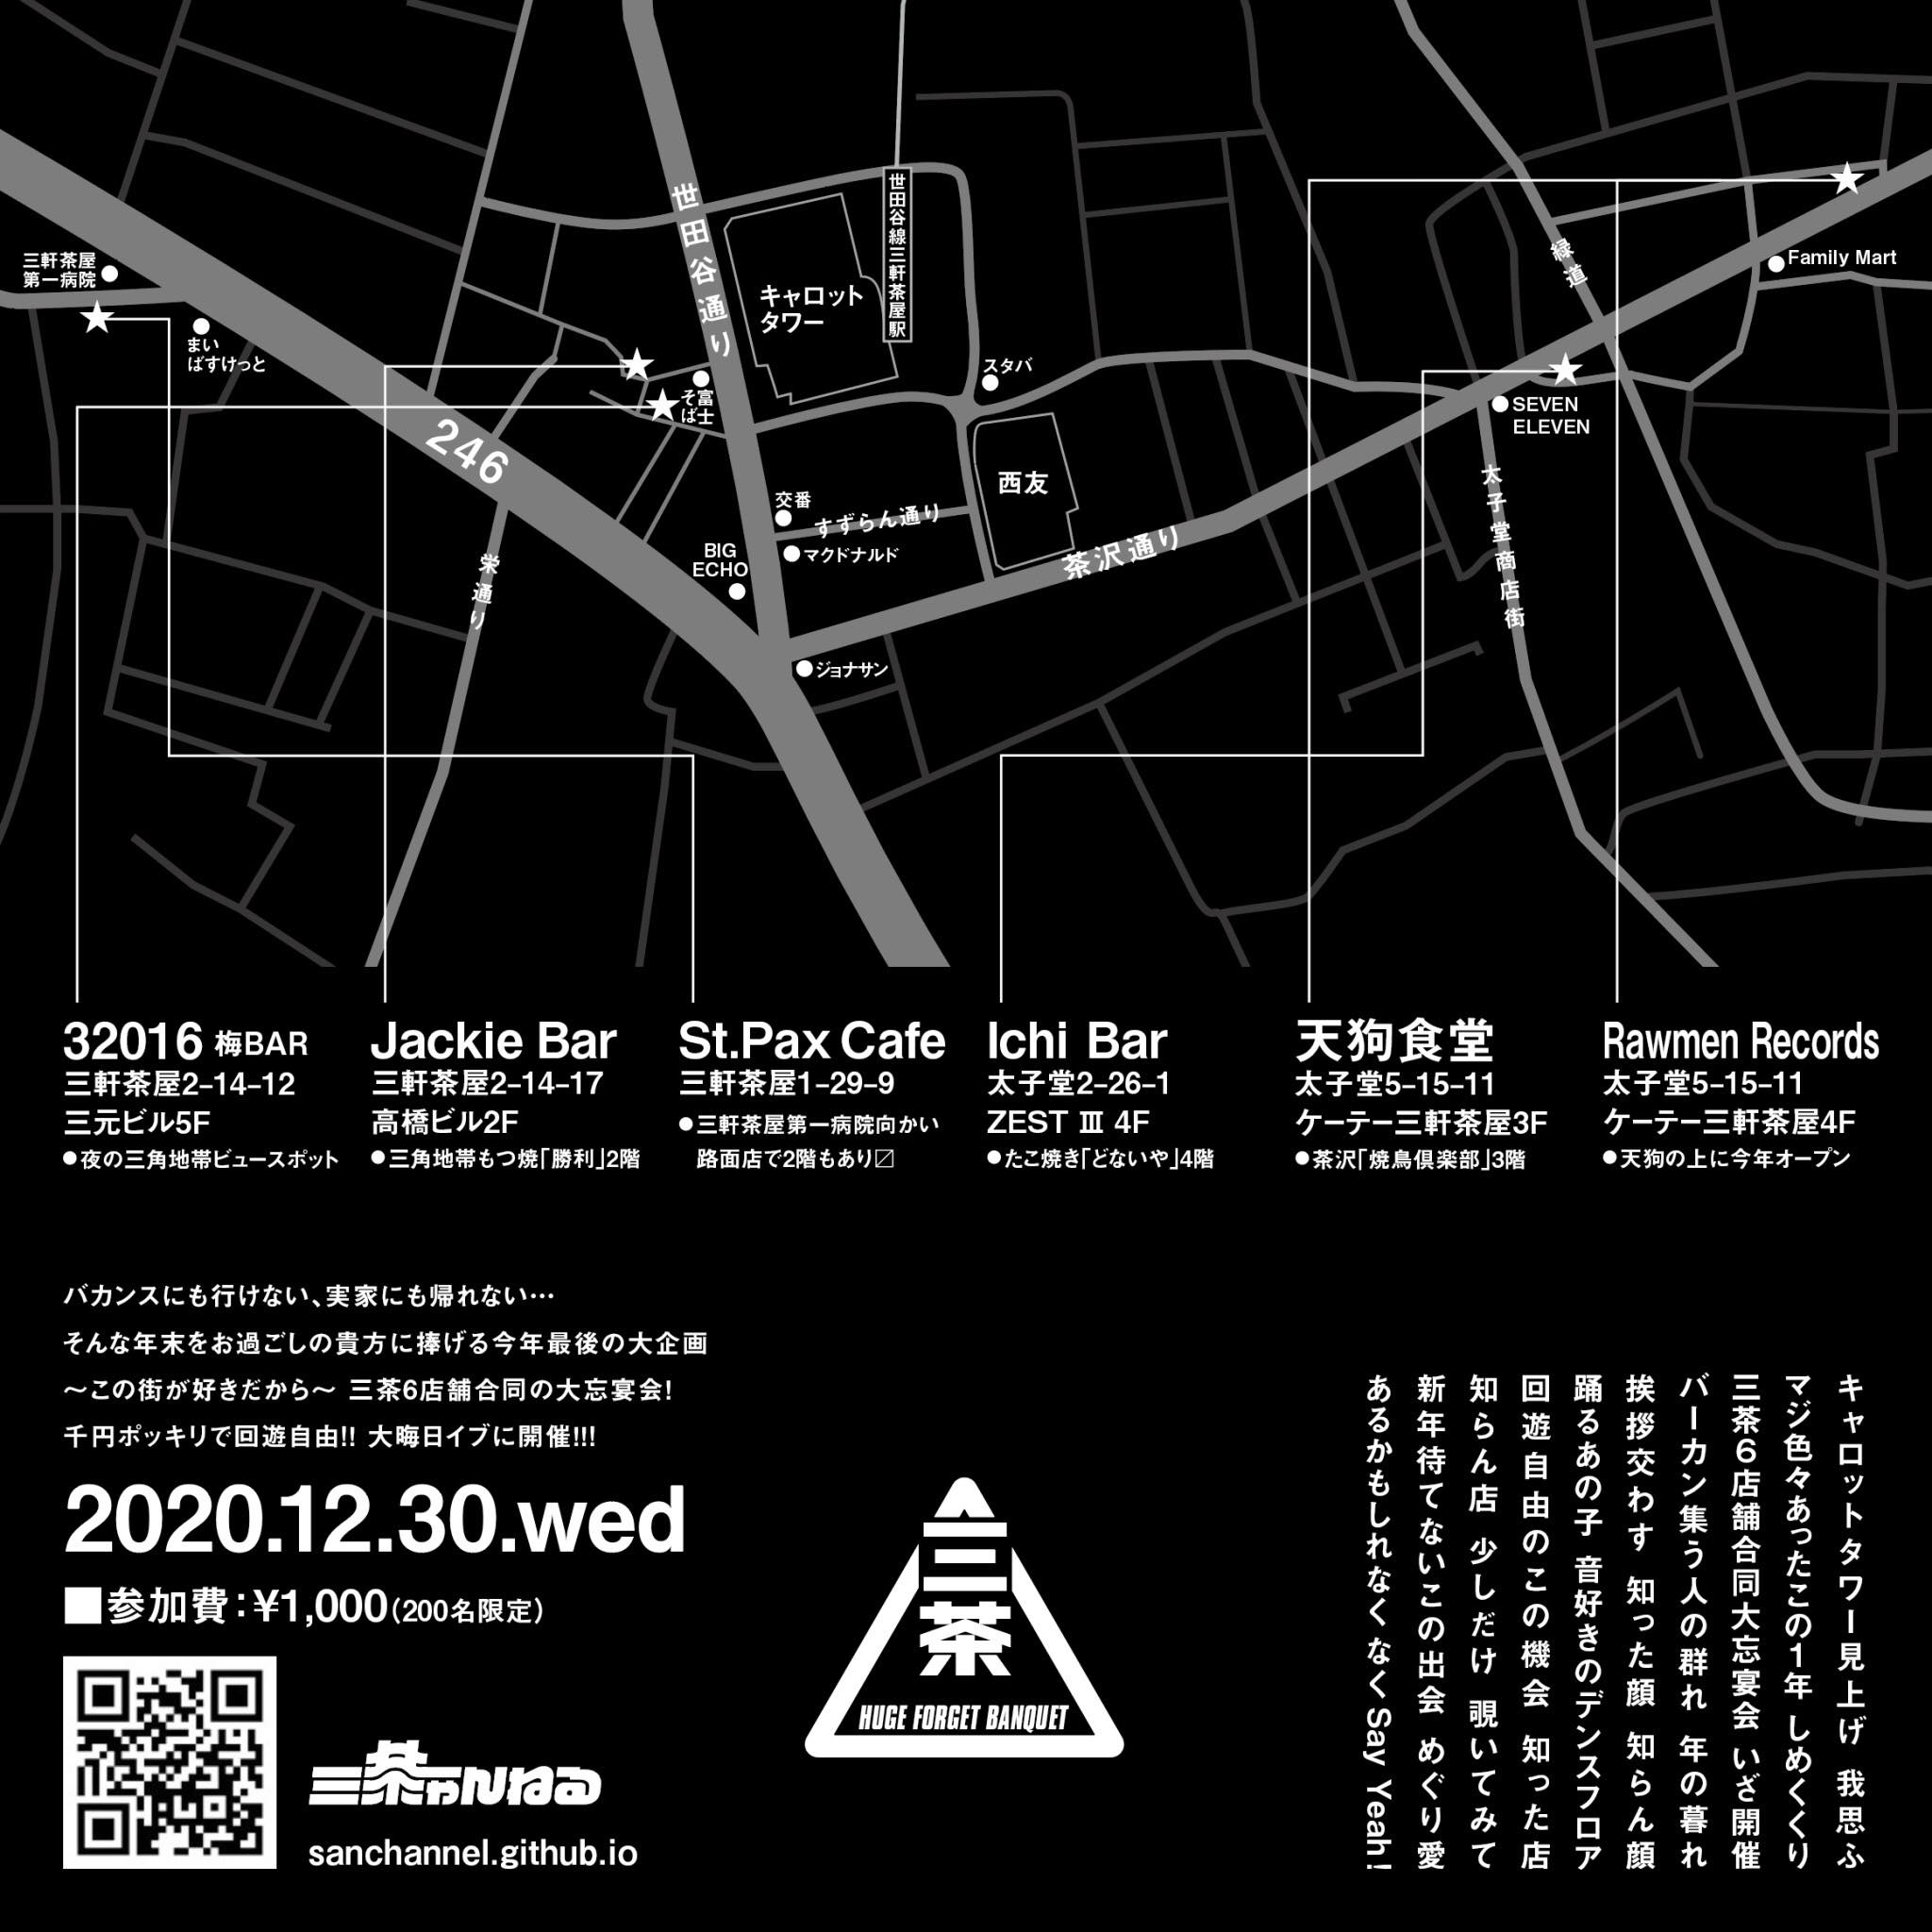 世田谷通り
世田谷線三軒茶屋駅
キャロット
タワー
三軒茶屋
第一病院
まい
ばすけっと
緑道
Family Mart
スタバ
富士
そば
SEVEN
ELEVEN
246
西友
交番
すずらん通り
マクドナルド
茶沢通り
太子堂商店街
BIG
ECHO
栄通り
ジョナサン
32016 梅BAR
三軒茶屋2-14-12
三元ビル5F
●夜の三角地帯ビュースポット
Jackie Bar
三軒茶屋2-14-17
高橋ビル2F
●三角地帯もつ焼「勝利」2階
St.Pax Cafe
三軒茶屋1-29-9
●三軒茶屋第一病院向かい
路面店で2階もあり〼
Ichi Bar
太子堂2-26-1
ZEST Ⅲ 4F
●たこ焼き「どないや」4階
天狗食堂
太子堂5-15-11
ケーテー三軒茶屋3F
●茶沢「焼鳥倶楽部」3階
Rawmen Records
太子堂5-15-11
ケーテー三軒茶屋4F
●天狗の上に今年オープン
バカンスにも行けない、実家にも帰れない…
そんな年末をお過ごしの貴方に捧げる今年最後の大企画
〜この街が好きだから〜 三茶6店舗合同の大忘宴会!
千円ポッキリで回遊自由!! 大晦日イブに開催!!!
2020.12.30.wed
■参加費：¥1,000（200名限定）
三茶ゃんねる
sanchannel.github.io
三茶
HUGE FORGET BANQUET
キャロットタワー見上げ 我思ふ
マジ色々あったこの1年 しめくくり
三茶6店舗合同大忘宴会 いざ開催
バーカン集う人の群れ 年の暮れ
挨拶交わす 知った顔 知らん顔
踊るあの子 音好きのデンスフロア
回遊自由のこの機会 知った店
知らん店 少しだけ 覗いてみて
新年待てないこの出会 めぐり愛
あるかもしれなくなくなくSay Yeah!